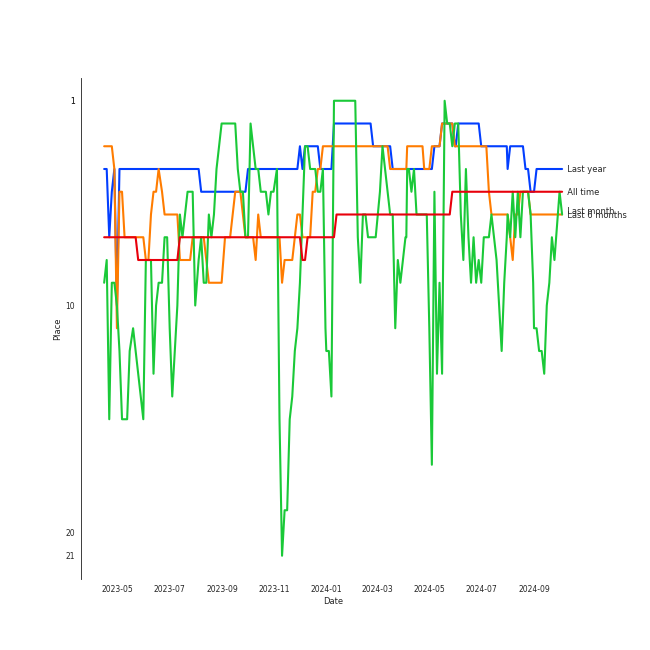 1
10
20
21
Place
2023-05
2023-07
2023-09
2023-11
2024-01
2024-03
2024-05
2024-07
2024-09
Date
Last year
All time
Last month
Last 6 months